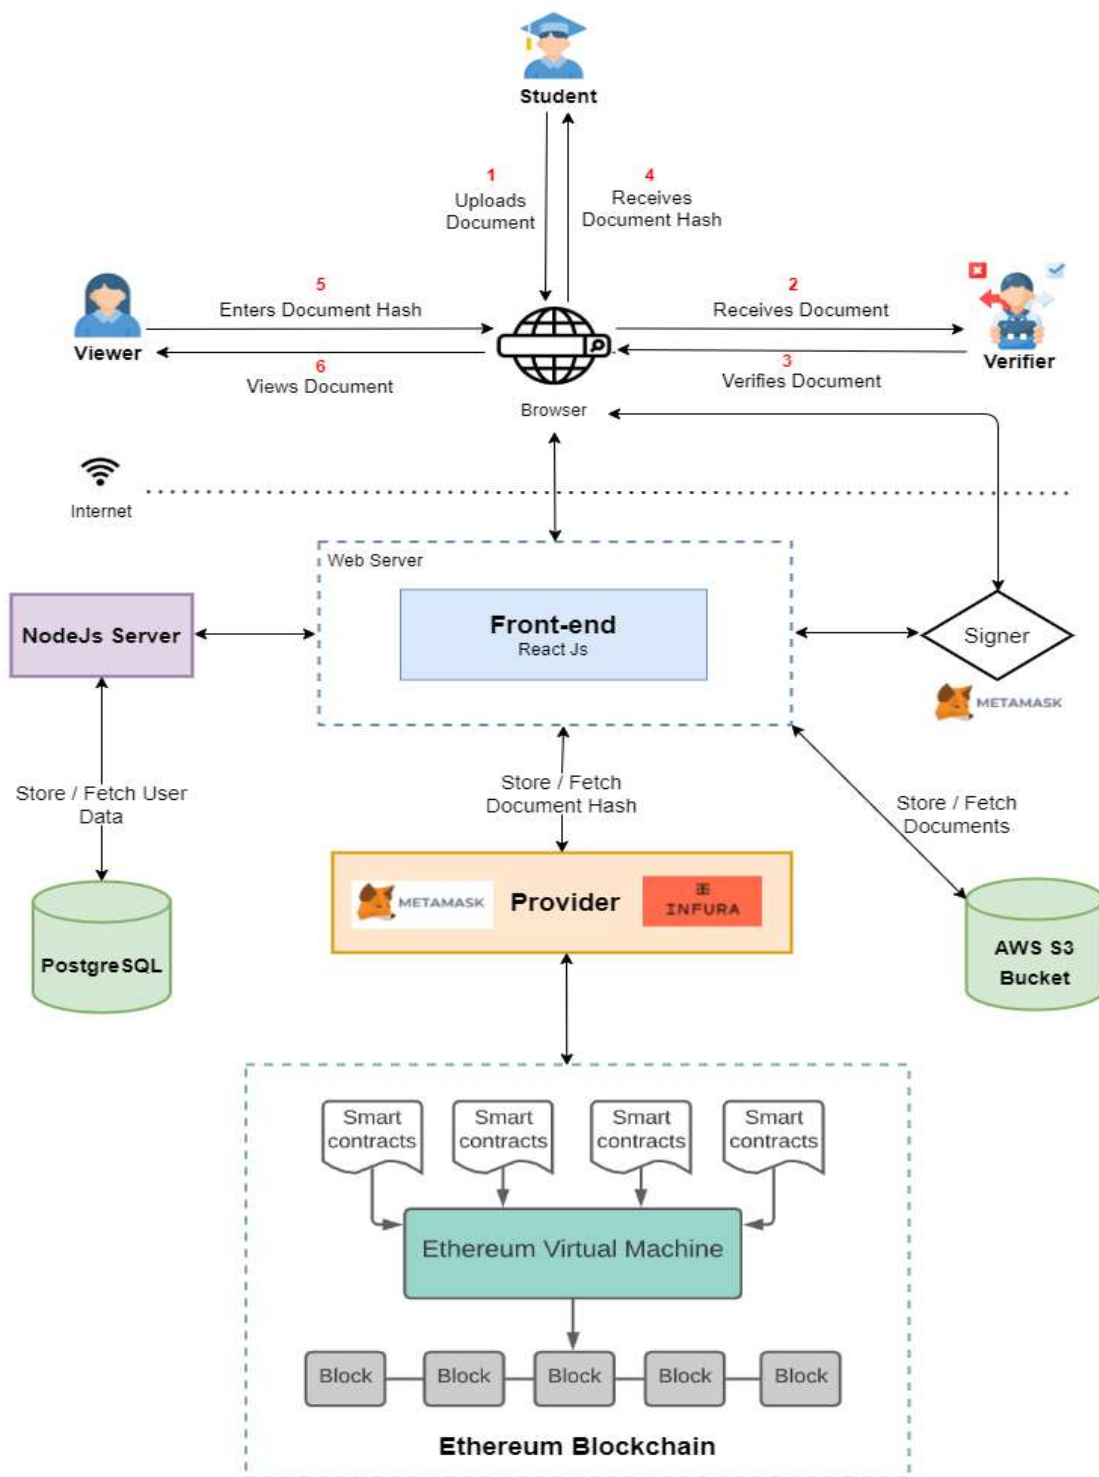 Student
1
Uploads
Document
4
Receives
Document Hash
5
Enters Document Hash
2
Receives Document
Viewer
6
Views Document
3
Verifies Document
Verifier
Browser
Internet
Web Server
Front-end
React Js
NodeJs Server
Signer
METAMASK
Store / Fetch User
Data
Store / Fetch
Document Hash
Store / Fetch
Documents
METAMASK
Provider
INFURA
PostgreSQL
AWS S3
Bucket
Smart
contracts
Smart
contracts
Smart
contracts
Smart
contracts
Ethereum Virtual Machine
Block
Block
Block
Block
Block
Ethereum Blockchain